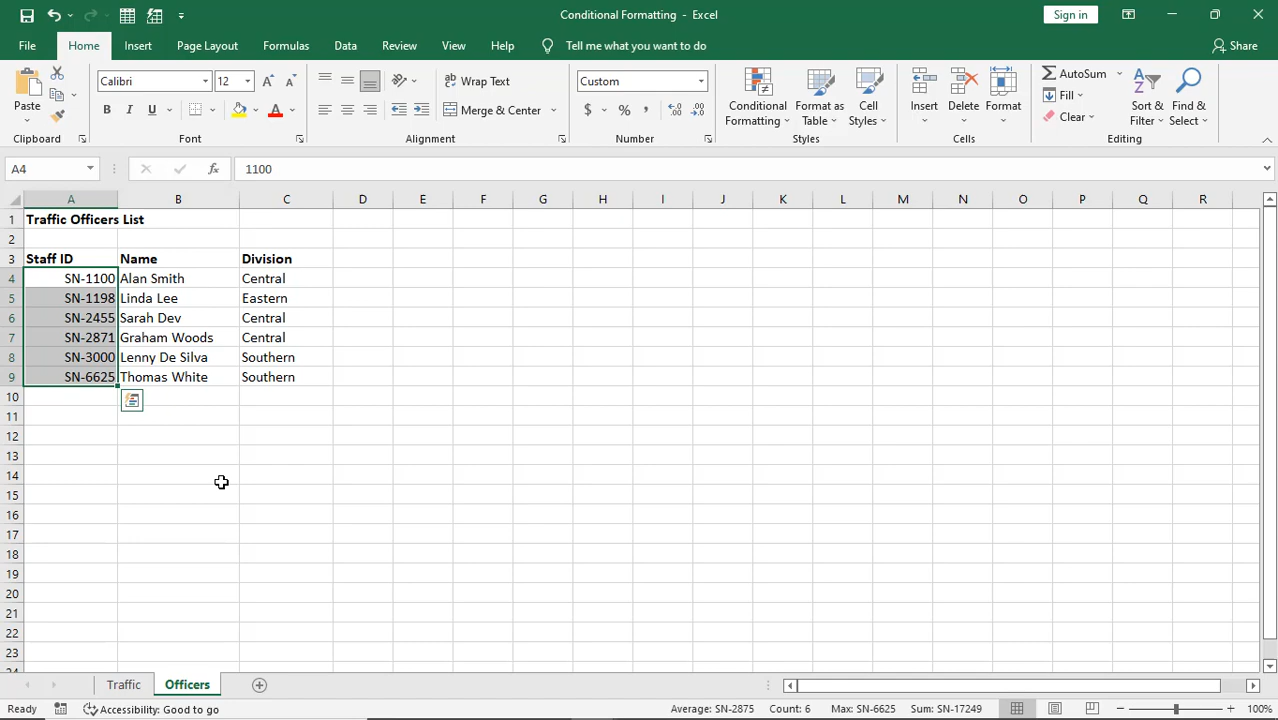 Conditional Formatting - Excel
Sign in
File Home Insert Page Layout Formulas Data Review View Help Tell me what you want to do Share
Paste
Clipboard
Calibri 12
B I U
A
Font
ab Wrap Text
Merge & Center
Alignment
Custom
$ % ,
Number
Conditional Formatting
Format as Table
Cell Styles
Styles
Insert Delete Format
Cells
AutoSum
Fill
Clear
Sort & Filter
Find & Select
Editing
A4 fx 1100
A B C D E F G H I J K L M N O P Q R
1 Traffic Officers List
2
3 Staff ID Name Division
4 SN-1100 Alan Smith Central
5 SN-1198 Linda Lee Eastern
6 SN-2455 Sarah Dev Central
7 SN-2871 Graham Woods Central
8 SN-3000 Lenny De Silva Southern
9 SN-6625 Thomas White Southern
10
11
12
13
14
15
16
17
18
19
20
21
22
23
24
Traffic Officers
Ready Accessibility: Good to go Average: SN-2875 Count: 6 Max: SN-6625 Sum: SN-17249 100%